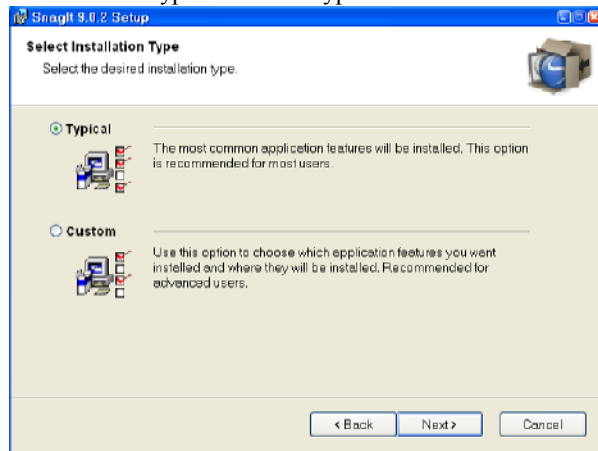 SnagIt 9.0.2 Setup
Select Installation Type
Select the desired installation type.
Typical
The most common application features will be installed. This option
is recommended for most users.
Custom
Use this option to choose which application features you want
installed and where they will be installed. Recommended for
advanced users.
< Back
Next >
Cancel